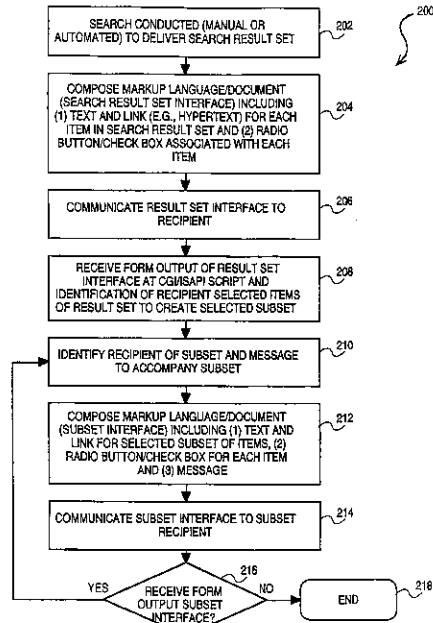 200
SEARCH CONDUCTED (MANUAL OR
AUTOMATED) TO DELIVER SEARCH RESULT SET
202
COMPOSE MARKUP LANGUAGE/DOCUMENT
(SEARCH RESULT SET INTERFACE) INCLUDING
(1) TEXT AND LINK (E.G., HYPERTEXT) FOR EACH
ITEM IN SEARCH RESULT SET AND (2) RADIO
BUTTON/CHECK BOX ASSOCIATED WITH EACH
ITEM
204
COMMUNICATE RESULT SET INTERFACE TO
RECIPIENT
206
RECEIVE FORM OUTPUT OF RESULT SET
INTERFACE AT CGI/ISAPI SCRIPT AND
IDENTIFICATION OF RECIPIENT SELECTED ITEMS
OF RESULT SET TO CREATE SELECTED SUBSET
208
IDENTIFY RECIPIENT OF SUBSET AND MESSAGE
TO ACCOMPANY SUBSET
210
COMPOSE MARKUP LANGUAGE/DOCUMENT
(SUBSET INTERFACE) INCLUDING (1) TEXT AND
LINK FOR SELECTED SUBSET OF ITEMS, (2)
RADIO BUTTON/CHECK BOX FOR EACH ITEM
AND (3) MESSAGE
212
COMMUNICATE SUBSET INTERFACE TO SUBSET
RECIPIENT
214
216
YES
RECEIVE FORM
OUTPUT SUBSET
INTERFACE?
NO
END
218